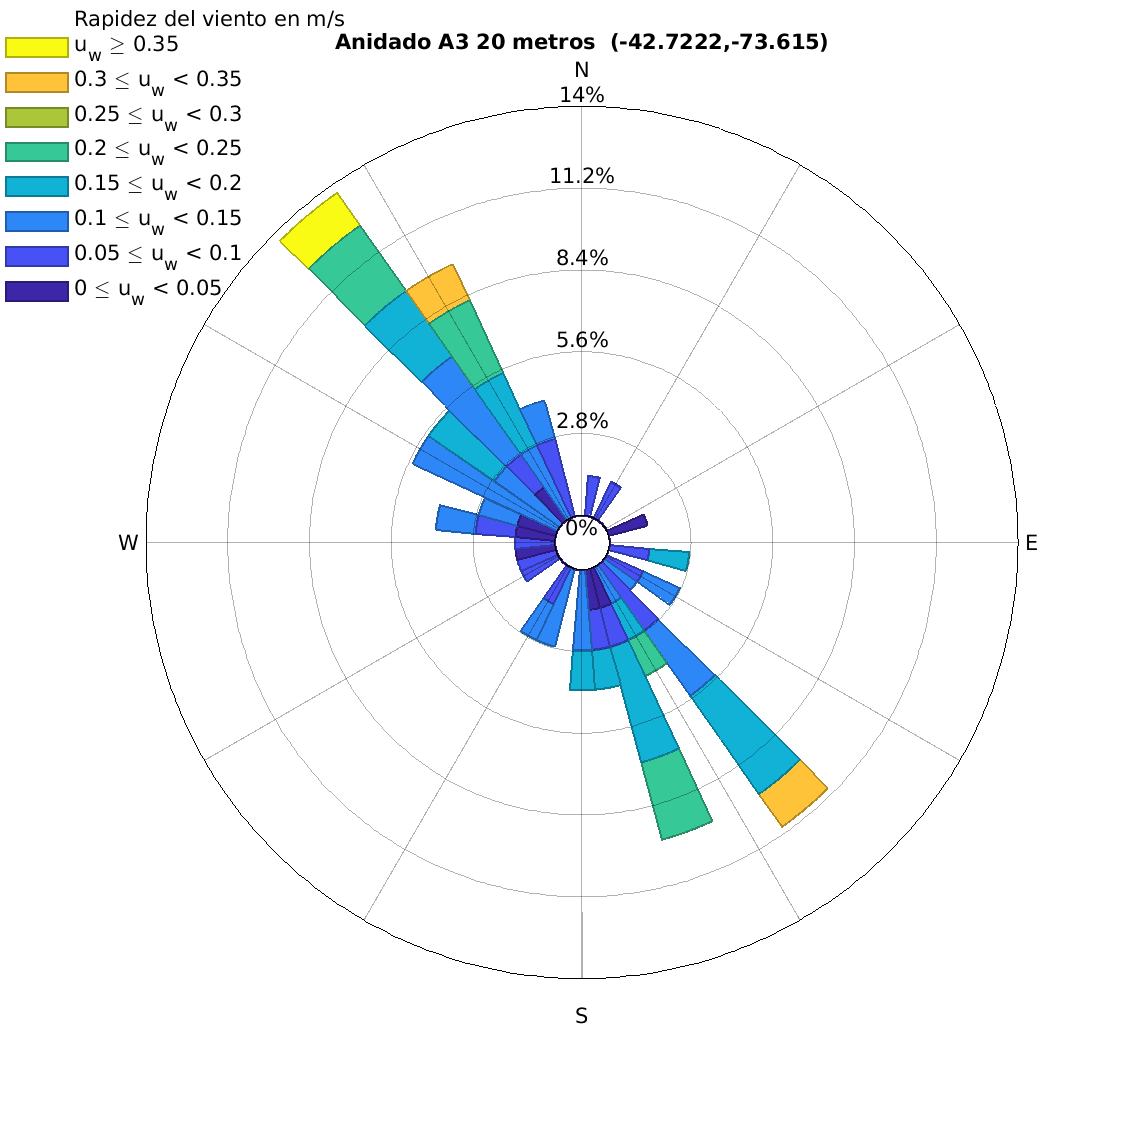 Rapidez del viento en m/s
u_w ≥ 0.35
0.3 ≤ u_w < 0.35
0.25 ≤ u_w < 0.3
0.2 ≤ u_w < 0.25
0.15 ≤ u_w < 0.2
0.1 ≤ u_w < 0.15
0.05 ≤ u_w < 0.1
0 ≤ u_w < 0.05
Anidado A3 20 metros (-42.7222,-73.615)
N
14%
11.2%
8.4%
5.6%
2.8%
0%
W
E
S